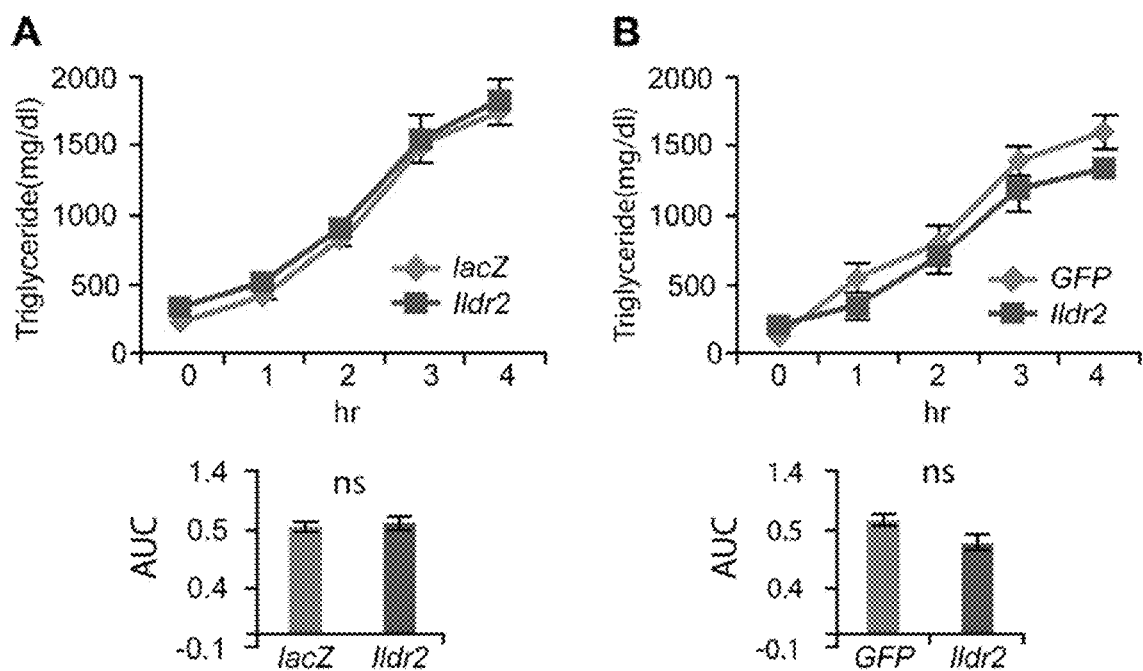 A
Triglyceride(mg/dl)
2000
1500
1000
500
0
lacZ
Ildr2
0 1 2 3 4
hr
1.4
0.5
0.4
-0.1
AUC
ns
lacZ Ildr2
B
Triglyceride(mg/dl)
2000
1500
1000
500
0
GFP
Ildr2
0 1 2 3 4
hr
1.4
0.5
0.4
-0.1
AUC
ns
GFP Ildr2